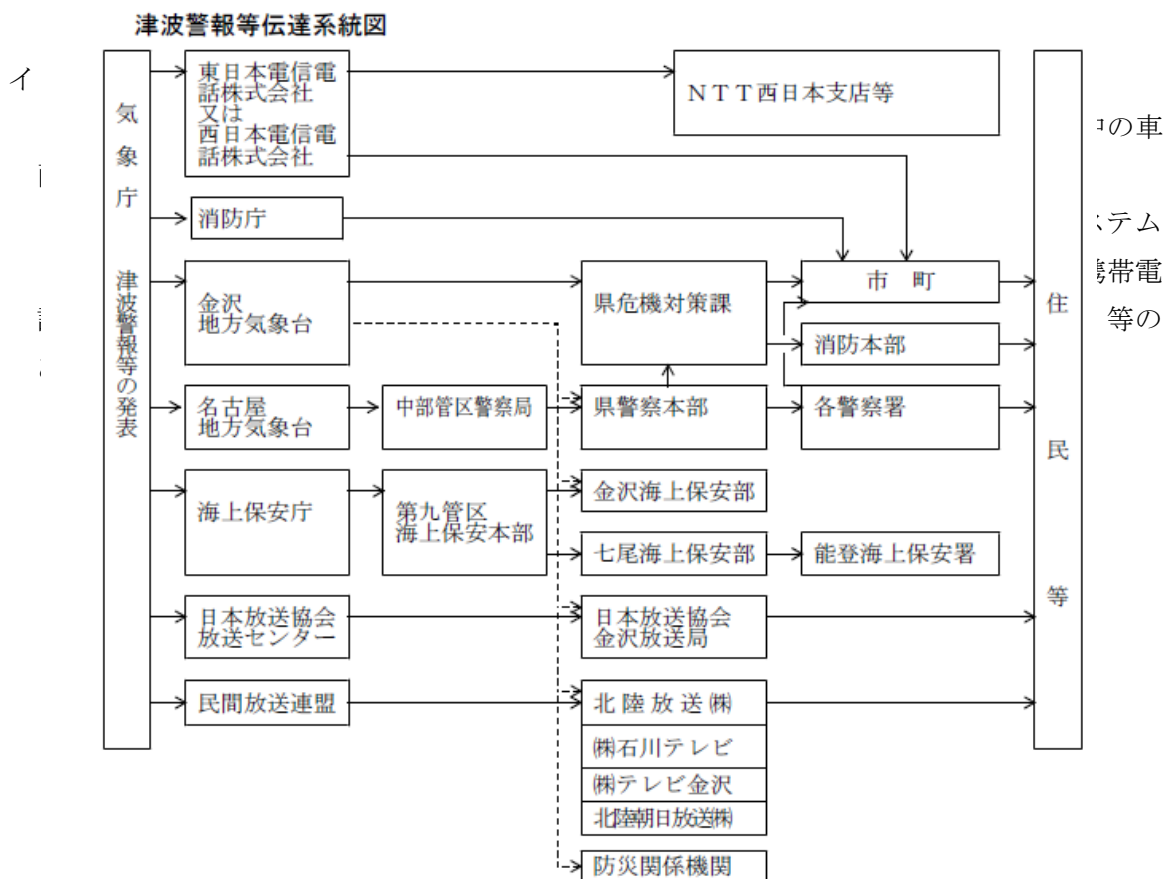 津波警報等伝達系統図
イ
気象庁
津波警報等の発表
東日本電信電
話株式会社
又は
西日本電信電
話株式会社
ＮＴＴ西日本支店等
の車
消防庁
ステム
金沢
地方気象台
県危機対策課
市 町
携帯電
等の
消防本部
名古屋
地方気象台
中部管区警察局
県警察本部
各警察署
海上保安庁
第九管区
海上保安本部
金沢海上保安部
七尾海上保安部
能登海上保安署
日本放送協会
放送センター
日本放送協会
金沢放送局
民間放送連盟
北陸放送㈱
㈱石川テレビ
㈱テレビ金沢
北陸朝日放送㈱
防災関係機関
住民等